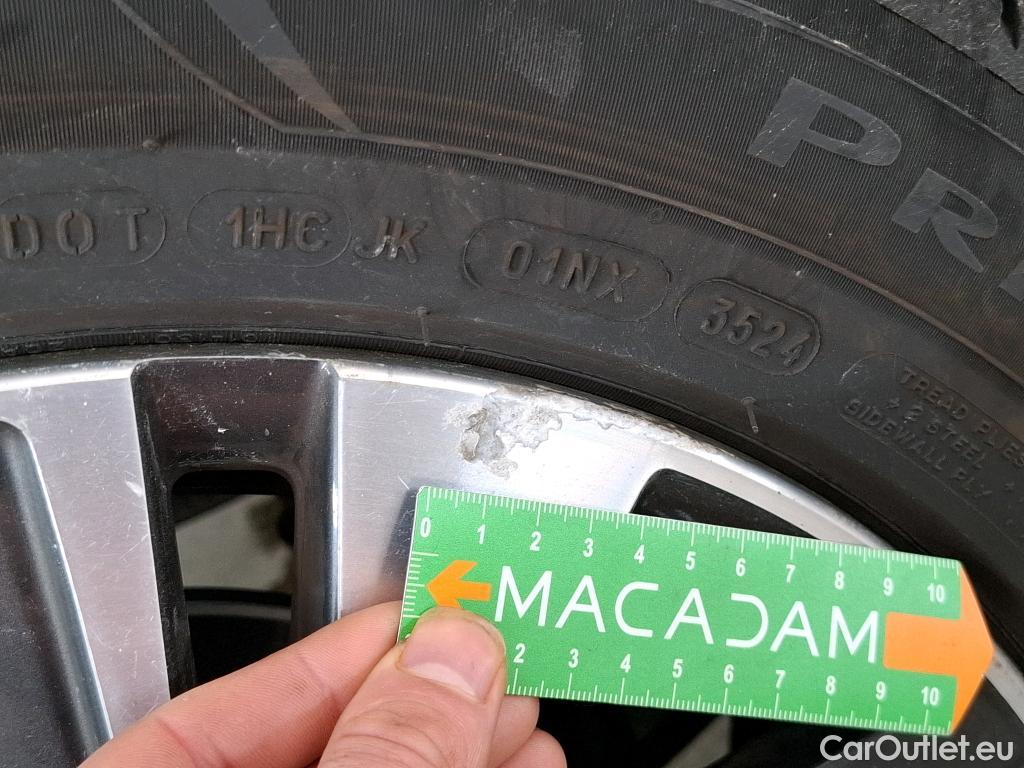 PR
DOT 1HC JK 01NX 3524
TREAD PLIES
2 STEEL
SIDEWALL PLY
0 1 2 3 4 5 6 7 8 9 10
MACADAM
2 3 4 5 6 7 8 9 10
CarOutlet.eu